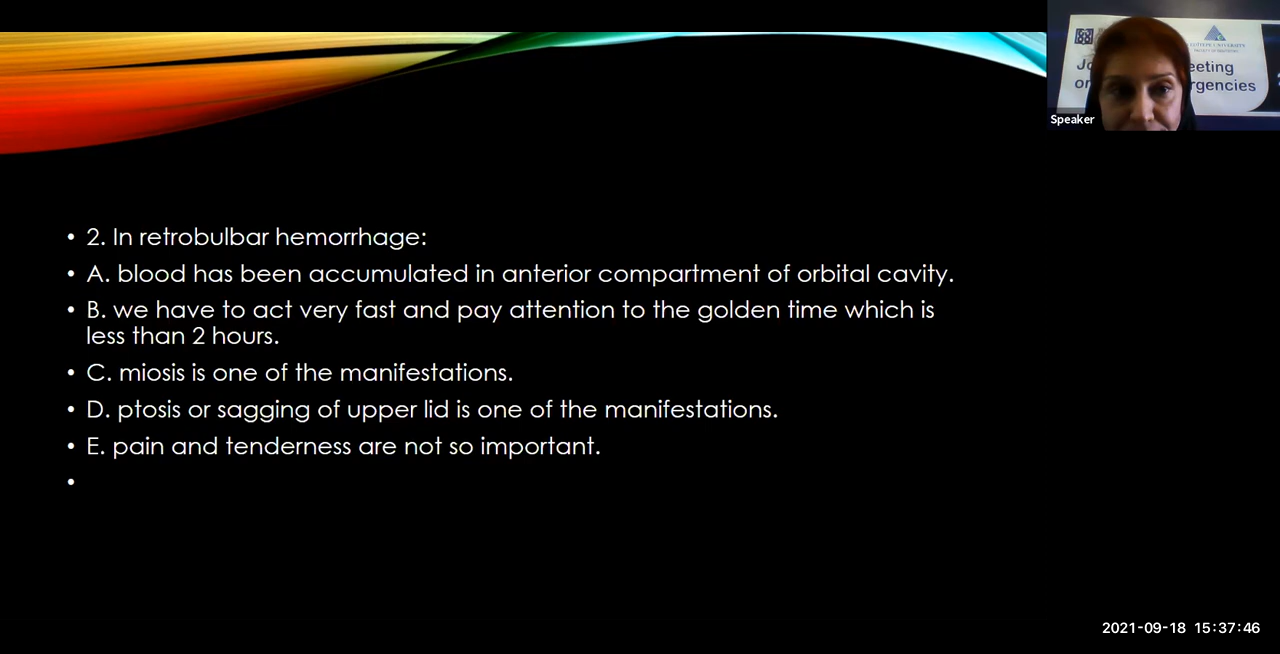 • 2. In retrobulbar hemorrhage:
• A. blood has been accumulated in anterior compartment of orbital cavity.
• B. we have to act very fast and pay attention to the golden time which is
less than 2 hours.
• C. miosis is one of the manifestations.
• D. ptosis or sagging of upper lid is one of the manifestations.
• E. pain and tenderness are not so important.
•
eeting
rgencies
Speaker
2021-09-18 15:37:46